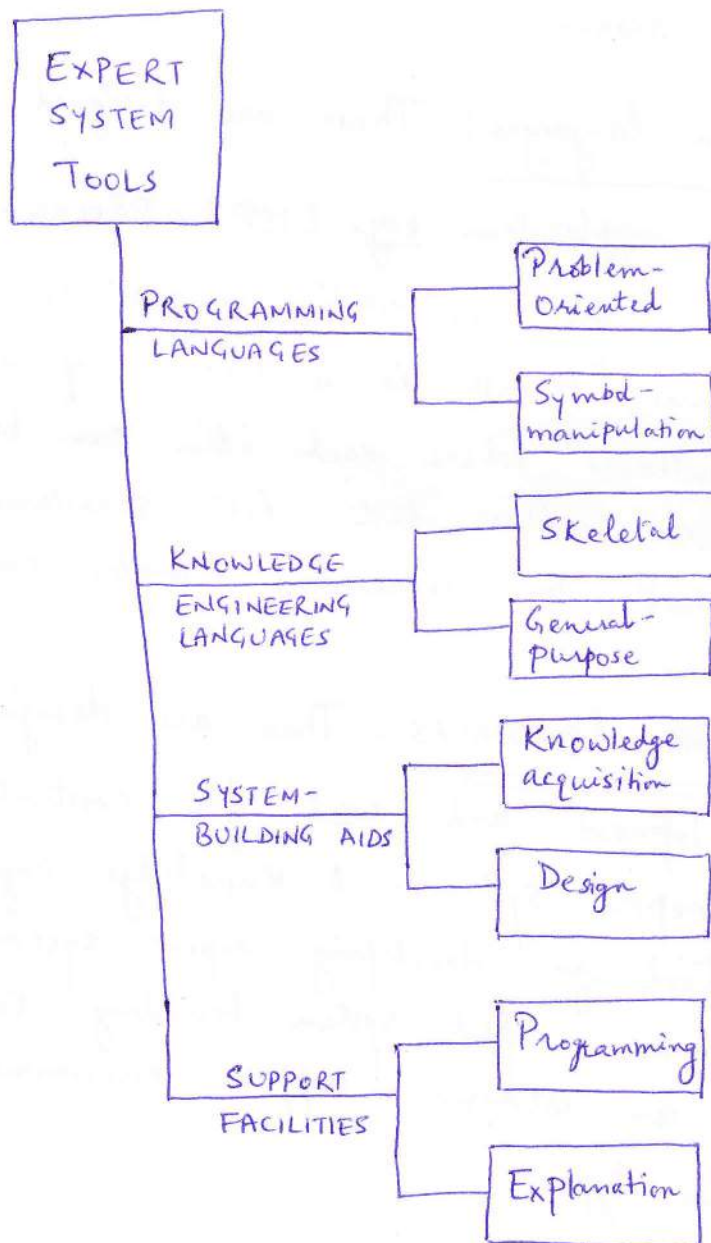 EXPERT
SYSTEM
TOOLS
PROGRAMMING
LANGUAGES
Problem-
Oriented
Symbol-
manipulation
KNOWLEDGE
ENGINEERING
LANGUAGES
Skeletal
General-
purpose
SYSTEM-
BUILDING AIDS
Knowledge
acquisition
Design
SUPPORT
FACILITIES
Programming
Explanation